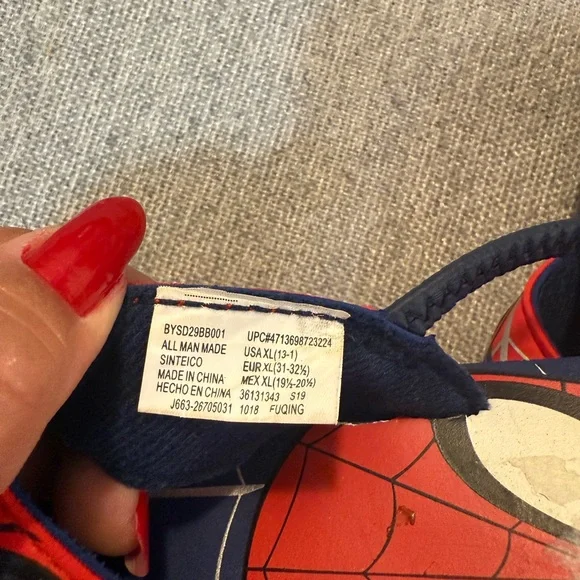 BYSD29BB001 UPC#4713698723224
ALL MAN MADE USA XL(13-1)
SINTEICO EUR XL(31-32½)
MADE IN CHINA MEX XL(19½-20½)
HECHO EN CHINA 36131343 S19
J663-26705031 1018 FUQING